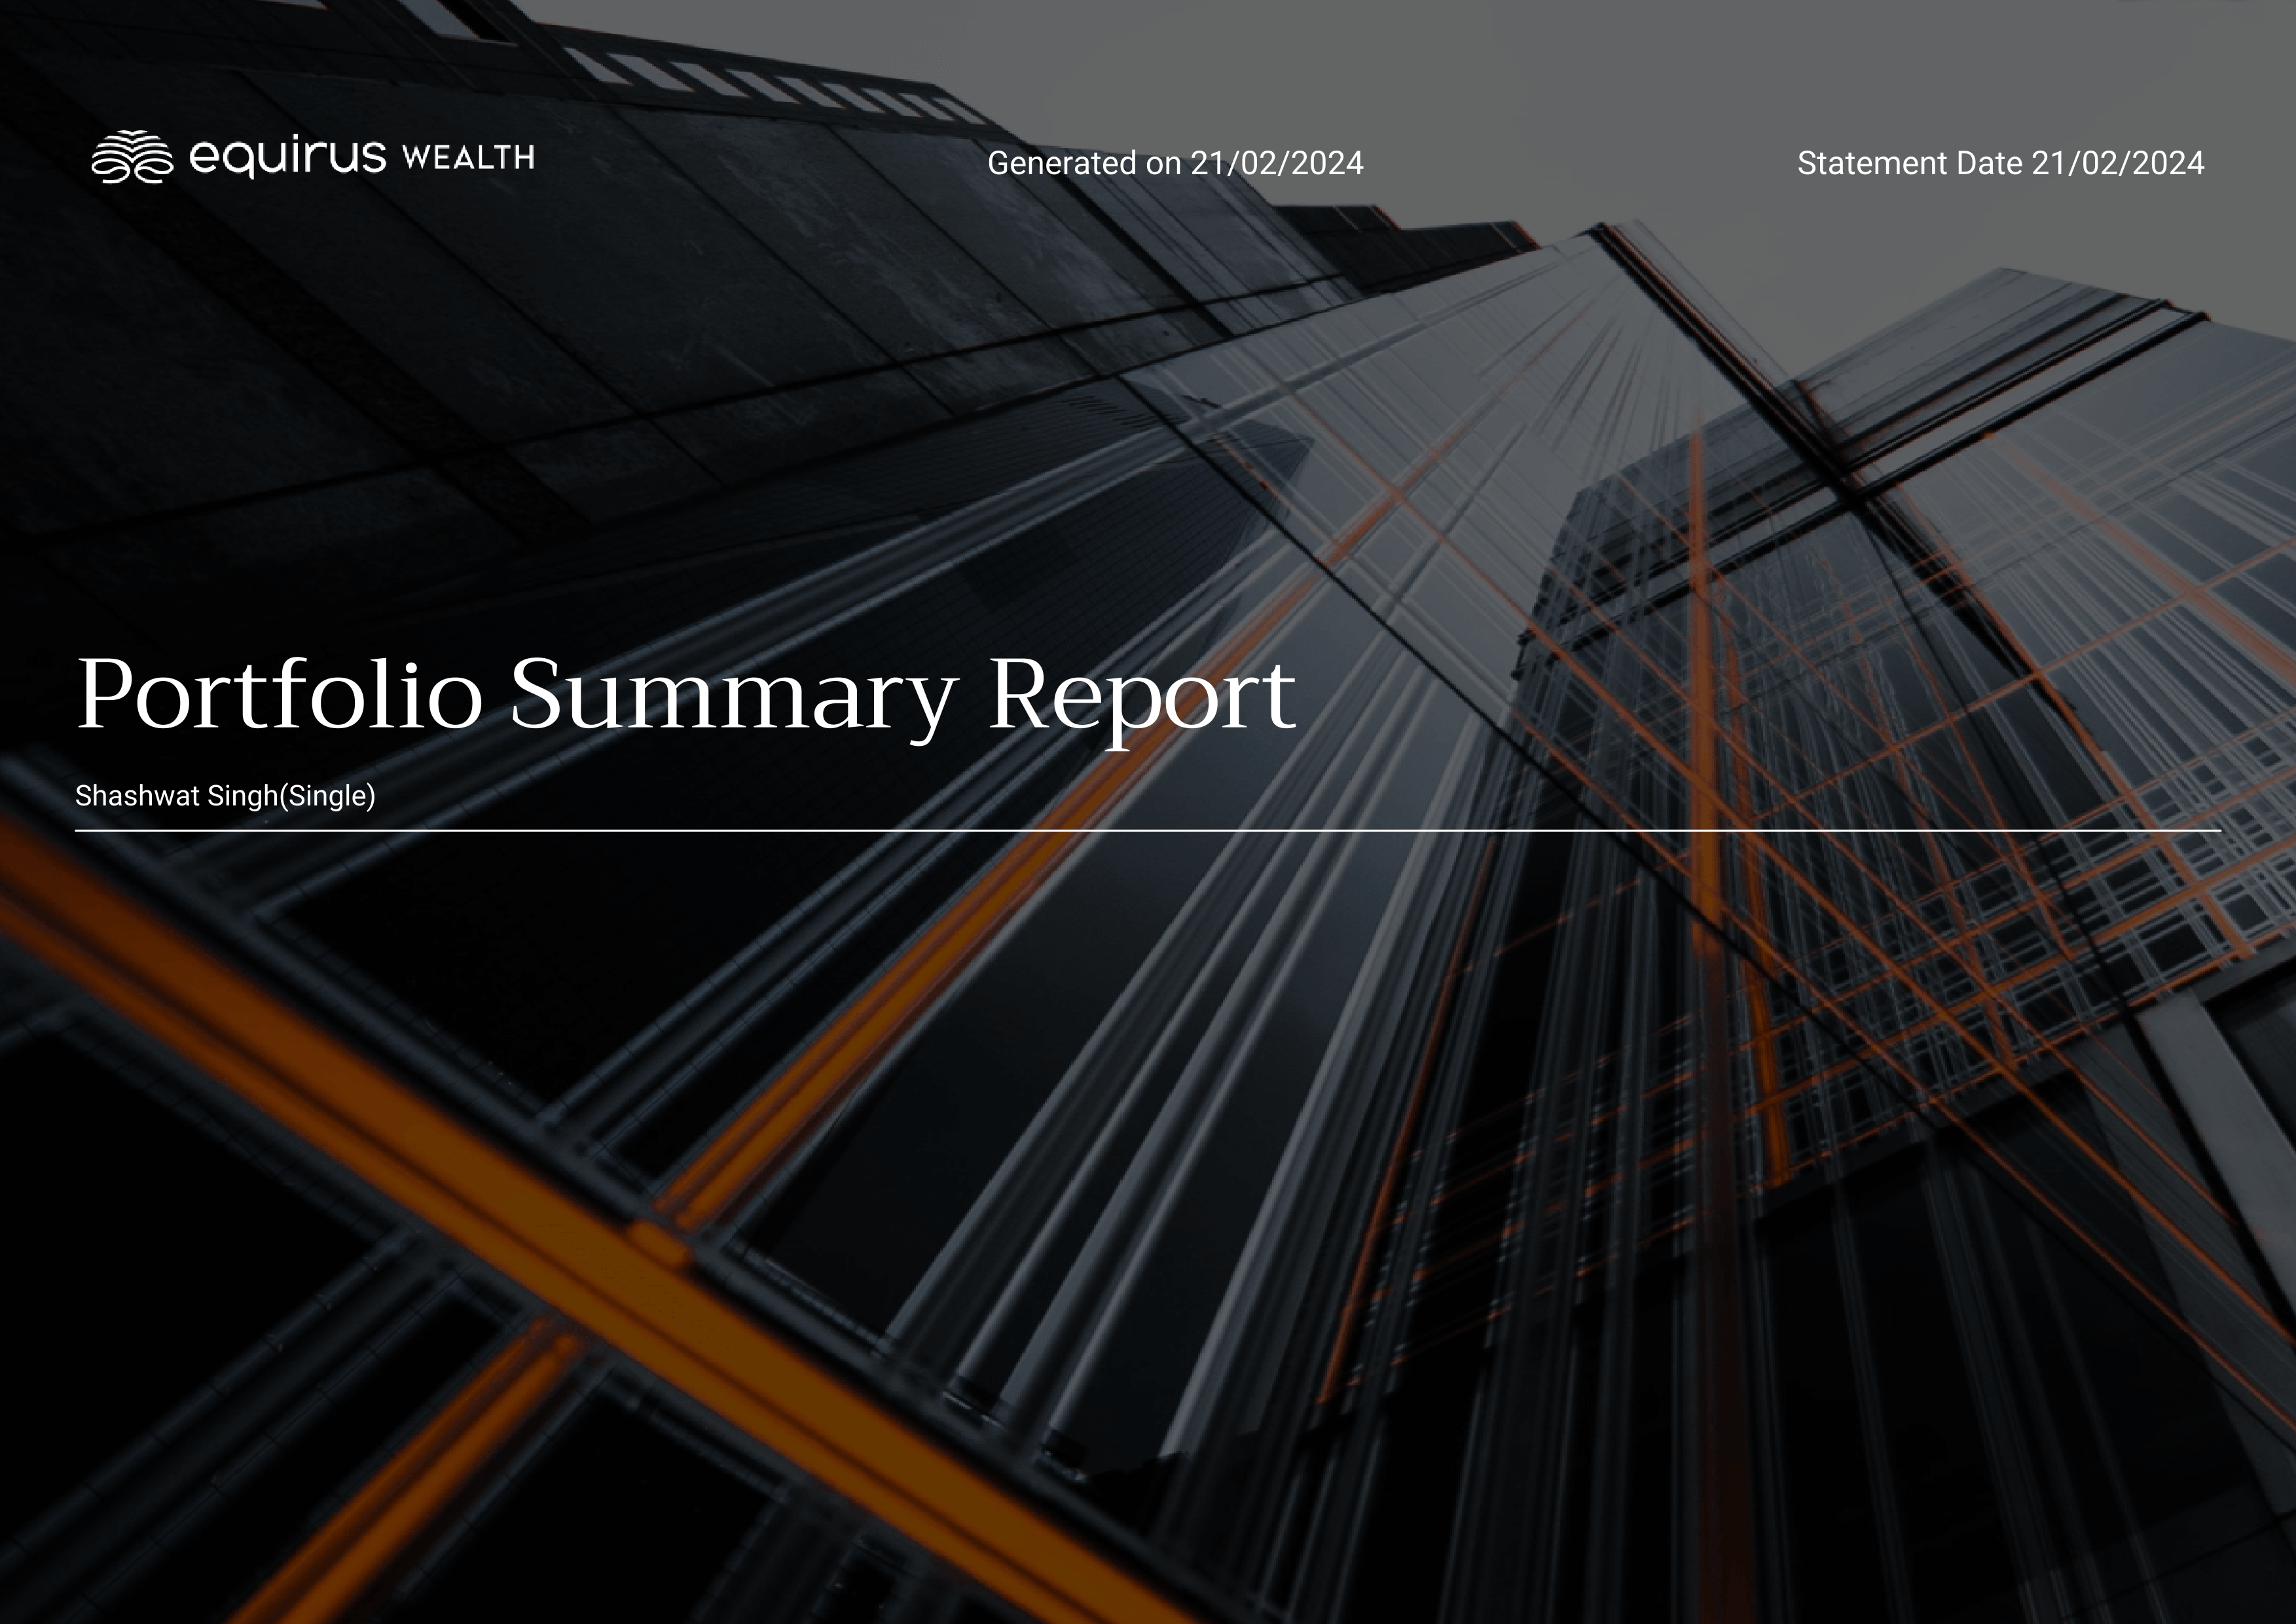 equirus WEALTH
Generated on 21/02/2024
Statement Date 21/02/2024
Portfolio Summary Report
Shashwat Singh(Single)